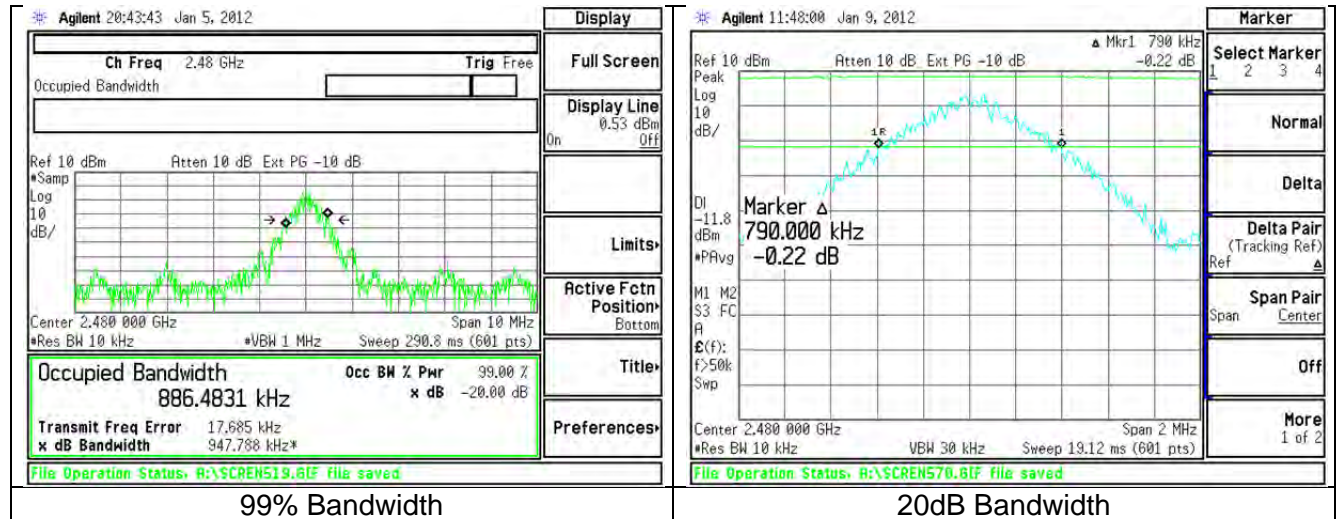 Agilent 20:43:43 Jan 5, 2012
Display
Ch Freq 2.48 GHz Trig Free
Occupied Bandwidth
Full Screen
Display Line
0.53 dBm
On Off
Ref 10 dBm Atten 10 dB Ext PG -10 dB
#Samp
Log
10
dB/
Limits
Active Fctn
Position
Bottom
Center 2.480 000 GHz Span 10 MHz
#Res BW 10 kHz #VBW 1 MHz Sweep 290.8 ms (601 pts)
Occupied Bandwidth Occ BW % Pwr 99.00 %
886.4831 kHz x dB -20.00 dB
Title
Transmit Freq Error 17.685 kHz
x dB Bandwidth 947.788 kHz*
Preferences
File Operation Status, A:\SCREN519.GIF file saved
99% Bandwidth
Agilent 11:48:00 Jan 9, 2012
Marker
Δ Mkr1 790 kHz
Ref 10 dBm Atten 10 dB Ext PG -10 dB -0.22 dB
Select Marker
1 2 3 4
Peak
Log
10
dB/
1R 1
Normal
Delta
DI
-11.8
dBm
#PAvg
Marker Δ
790.000 kHz
-0.22 dB
Delta Pair
(Tracking Ref)
Ref Δ
M1 M2
S3 FC
A
£(f):
f>50k
Swp
Span Pair
Span Center
Off
Center 2.480 000 GHz Span 2 MHz
#Res BW 10 kHz VBW 30 kHz Sweep 19.12 ms (601 pts)
More
1 of 2
File Operation Status, A:\SCREN570.GIF file saved
20dB Bandwidth